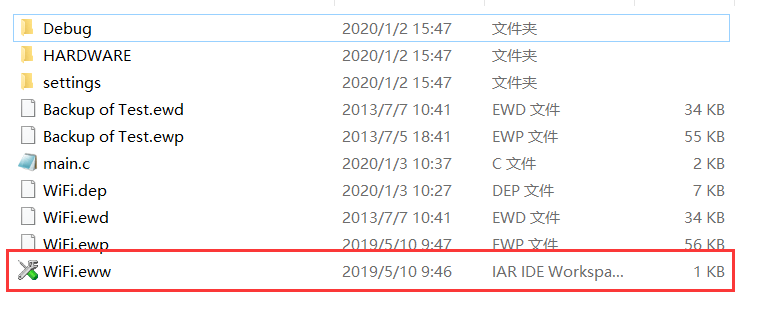 Debug 2020/1/2 15:47 文件夹
HARDWARE 2020/1/2 15:47 文件夹
settings 2020/1/2 15:47 文件夹
Backup of Test.ewd 2013/7/7 10:41 EWD 文件 34 KB
Backup of Test.ewp 2013/7/5 18:41 EWP 文件 55 KB
main.c 2020/1/3 10:37 C 文件 2 KB
WiFi.dep 2020/1/3 10:27 DEP 文件 7 KB
WiFi.ewd 2013/7/7 10:41 EWD 文件 34 KB
WiFi.ewp 2019/5/10 9:47 EWP 文件 56 KB
WiFi.eww 2019/5/10 9:46 IAR IDE Workspa... 1 KB